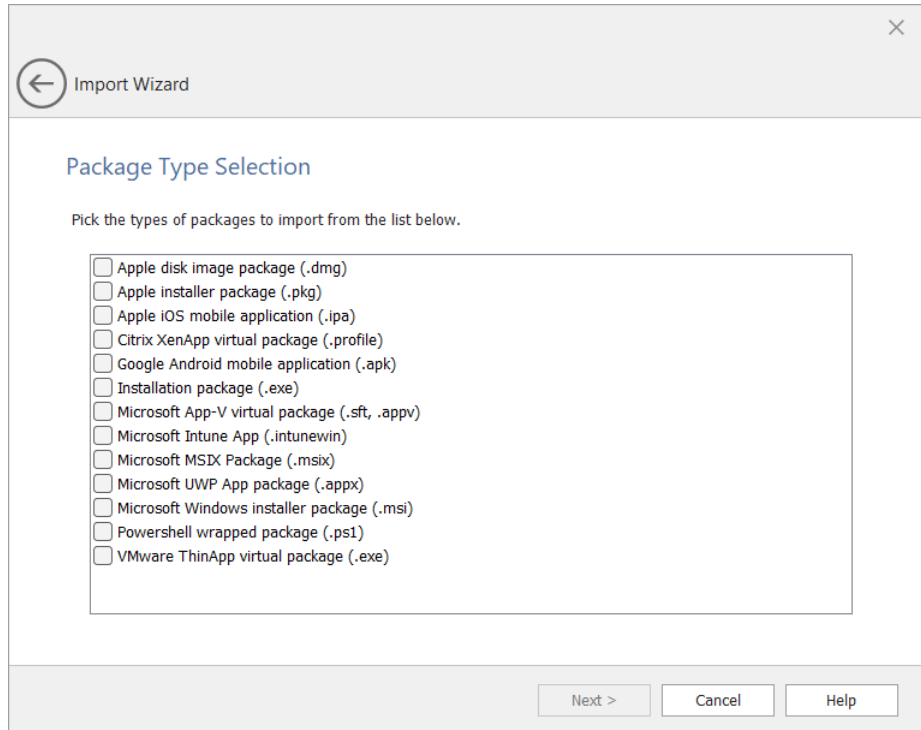 Import Wizard
Package Type Selection
Pick the types of packages to import from the list below.
Apple disk image package (.dmg)
Apple installer package (.pkg)
Apple iOS mobile application (.ipa)
Citrix XenApp virtual package (.profile)
Google Android mobile application (.apk)
Installation package (.exe)
Microsoft App-V virtual package (.sft, .appv)
Microsoft Intune App (.intunewin)
Microsoft MSIX Package (.msix)
Microsoft UWP App package (.appx)
Microsoft Windows installer package (.msi)
Powershell wrapped package (.ps1)
VMware ThinApp virtual package (.exe)
Next > Cancel Help